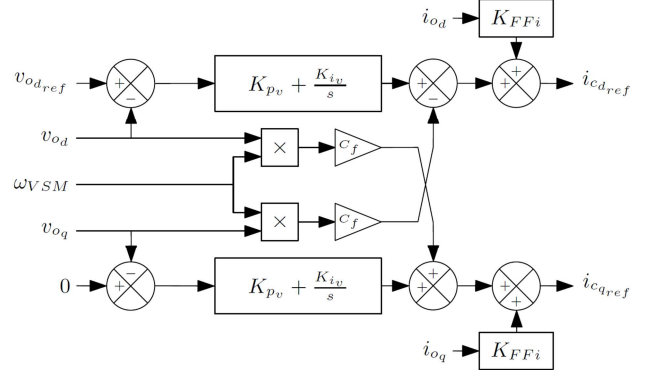 i_{o_d} K_{FFi}
v_{o_{d_{ref}}} + − K_{p_v} + \frac{K_{i_v}}{s} + − + + i_{c_{d_{ref}}}
v_{o_d} × C_f
ω_{VSM}
v_{o_q} × C_f
0 + − K_{p_v} + \frac{K_{i_v}}{s} + + + + i_{c_{q_{ref}}}
i_{o_q} K_{FFi}